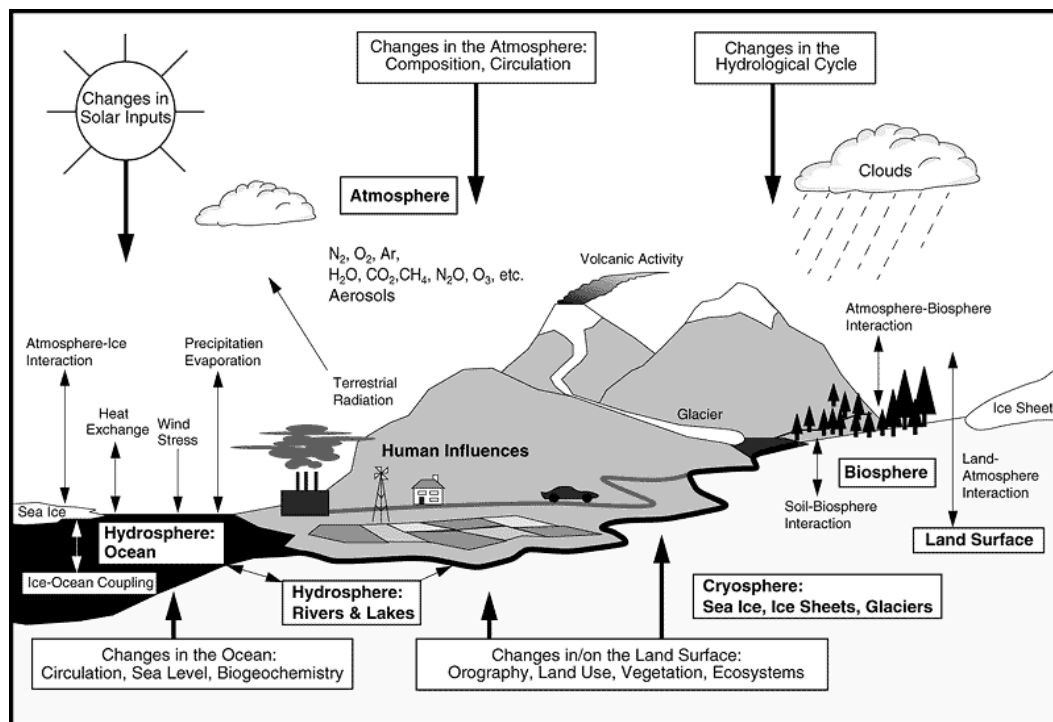 Changes in the Atmosphere:
Composition, Circulation
Changes in the
Hydrological Cycle
Changes in
Solar Inputs
Clouds
Atmosphere
N₂, O₂, Ar,
H₂O, CO₂,CH₄, N₂O, O₃, etc.
Aerosols
Volcanic Activity
Atmosphere-Biosphere
Interaction
Atmosphere-Ice
Interaction
Precipitation
Evaporation
Terrestrial
Radiation
Heat
Exchange
Wind
Stress
Glacier
Ice Sheet
Human Influences
Biosphere
Land-
Atmosphere
Interaction
Soil-Biosphere
Interaction
Sea Ice
Hydrosphere:
Ocean
Land Surface
Ice-Ocean Coupling
Hydrosphere:
Rivers & Lakes
Cryosphere:
Sea Ice, Ice Sheets, Glaciers
Changes in the Ocean:
Circulation, Sea Level, Biogeochemistry
Changes in/on the Land Surface:
Orography, Land Use, Vegetation, Ecosystems